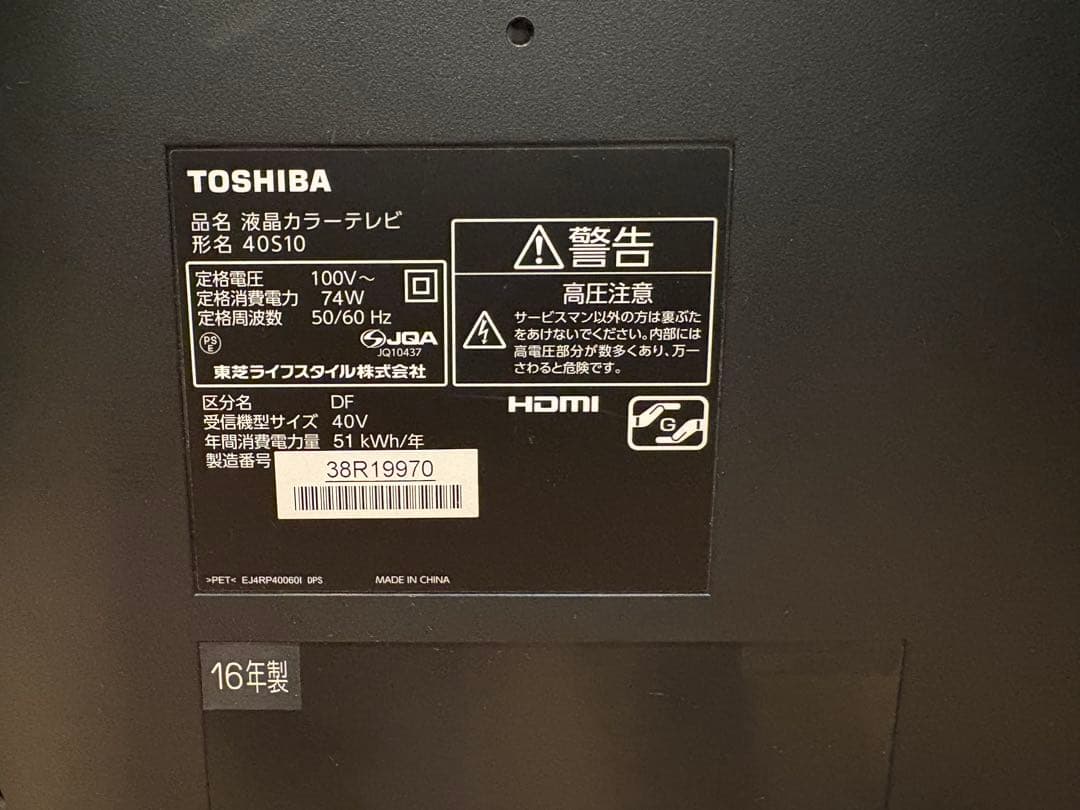 TOSHIBA
品名 液晶カラーテレビ
形名 40S10
定格電圧 100V～
定格消費電力 74W
定格周波数 50/60 Hz
PS
E
JQA
JQ10437
東芝ライフスタイル株式会社
警告
高圧注意
サービスマン以外の方は裏ぶた
をあけないでください。内部には
高電圧部分が数多くあり、万一
さわると危険です。
区分名 DF
受信機型サイズ 40V
年間消費電力量 51 kWh/年
製造番号
38R19970
HDMI
G
>PET< EJ4RP40060I DPS MADE IN CHINA
16年製